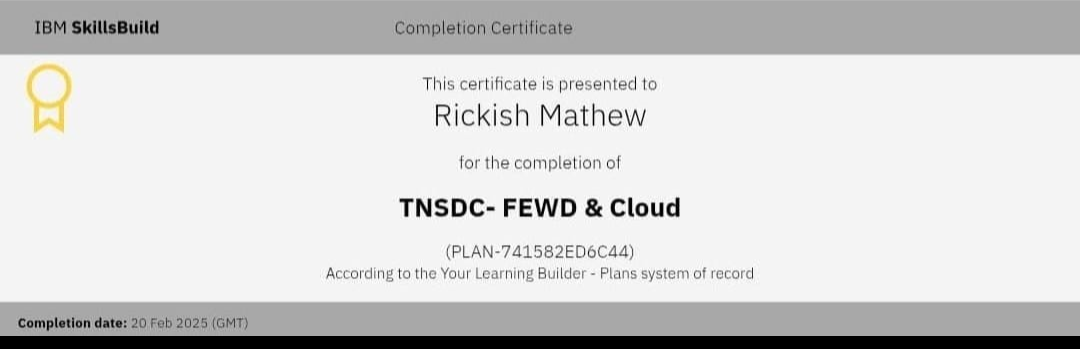 IBM SkillsBuild
Completion Certificate
This certificate is presented to
Rickish Mathew
for the completion of
TNSDC- FEWD & Cloud
(PLAN-741582ED6C44)
According to the Your Learning Builder - Plans system of record
Completion date: 20 Feb 2025 (GMT)